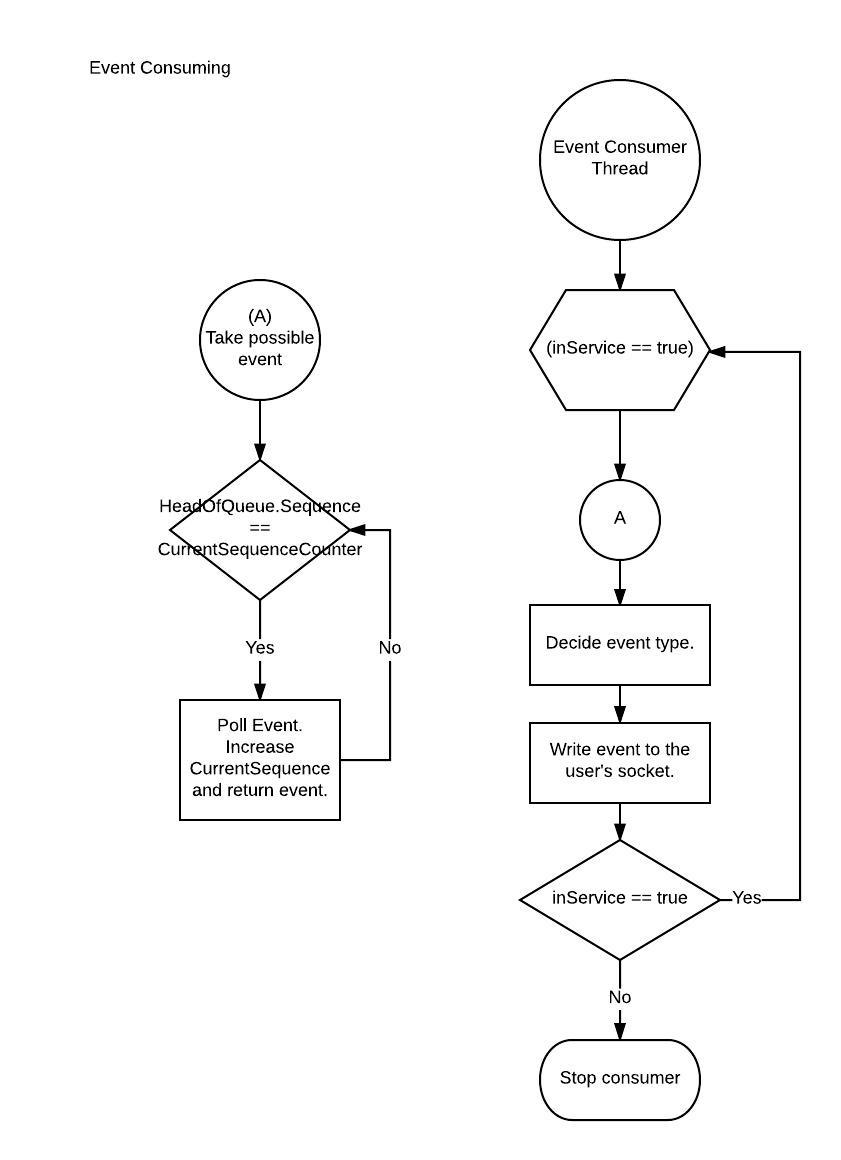 Event Consuming
Event Consumer
Thread
(A)
Take possible
event
(inService == true)
HeadOfQueue.Sequence
==
CurrentSequenceCounter
A
Yes
No
Decide event type.
Poll Event.
Increase
CurrentSequence
and return event.
Write event to the
user's socket.
inService == true
Yes
No
Stop consumer